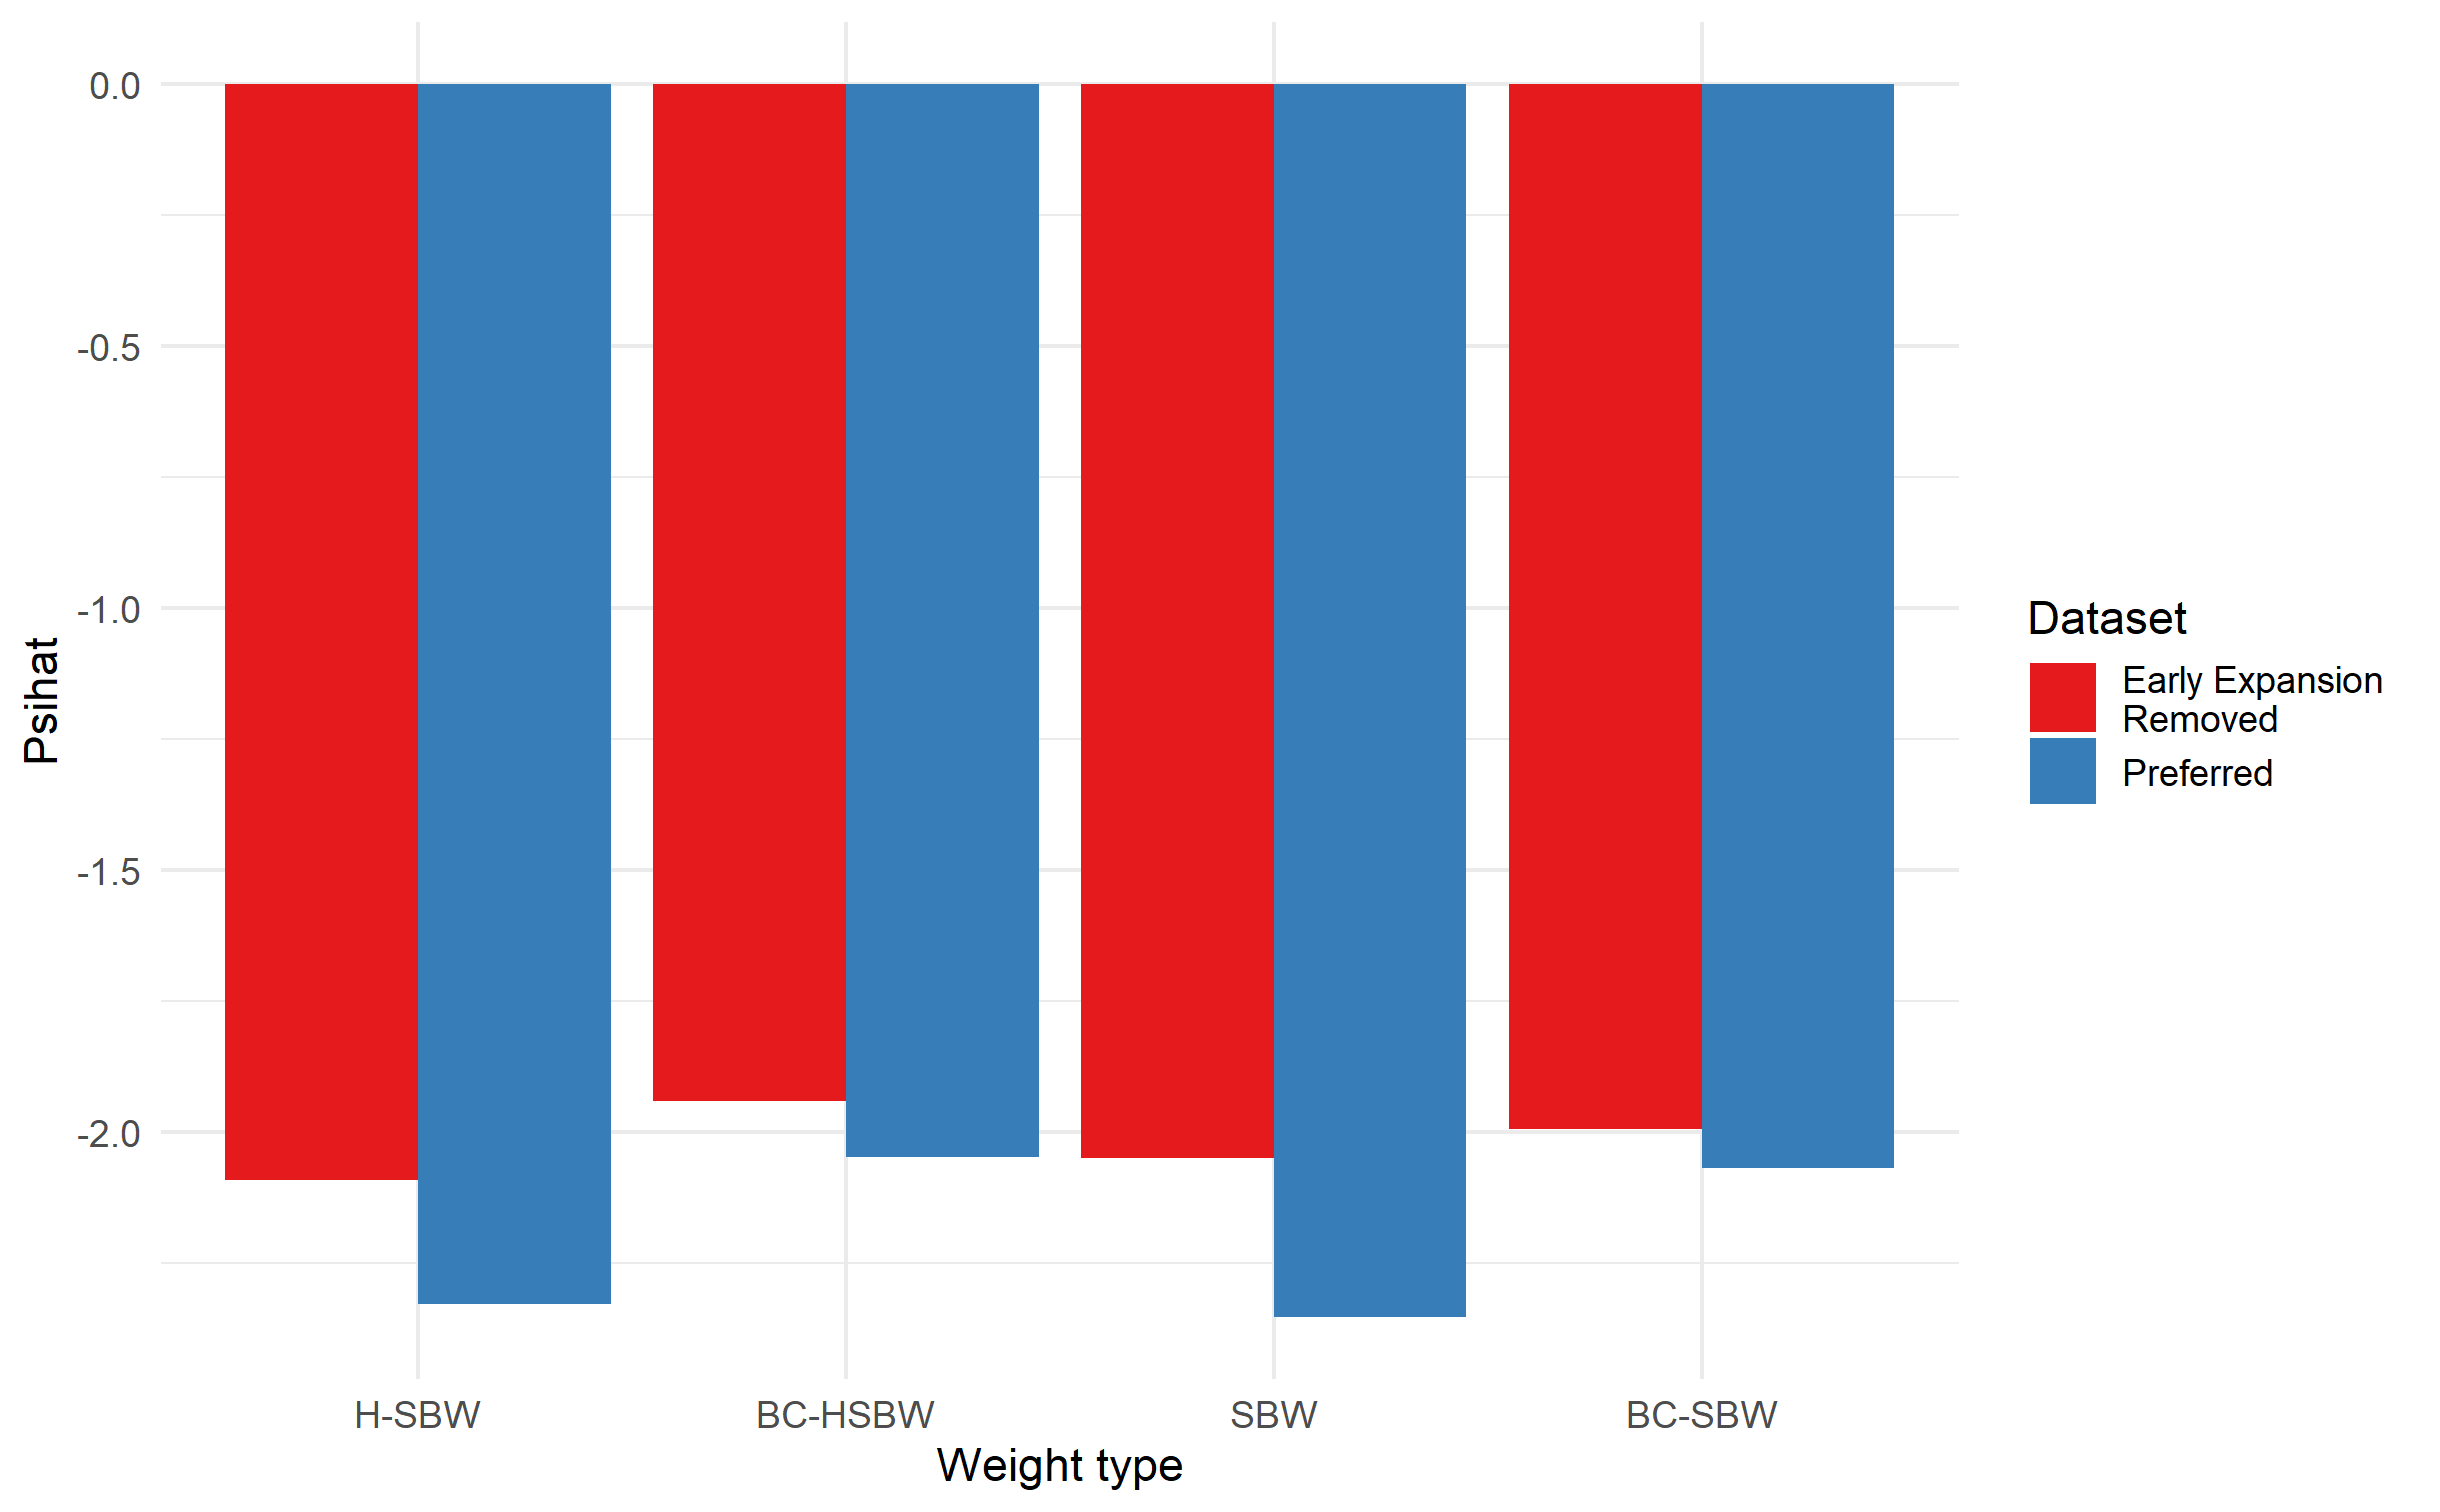 0.0
-0.5
-1.0
-1.5
-2.0
Psihat
H-SBW
BC-HSBW
SBW
BC-SBW
Weight type
Dataset
Early Expansion
Removed
Preferred